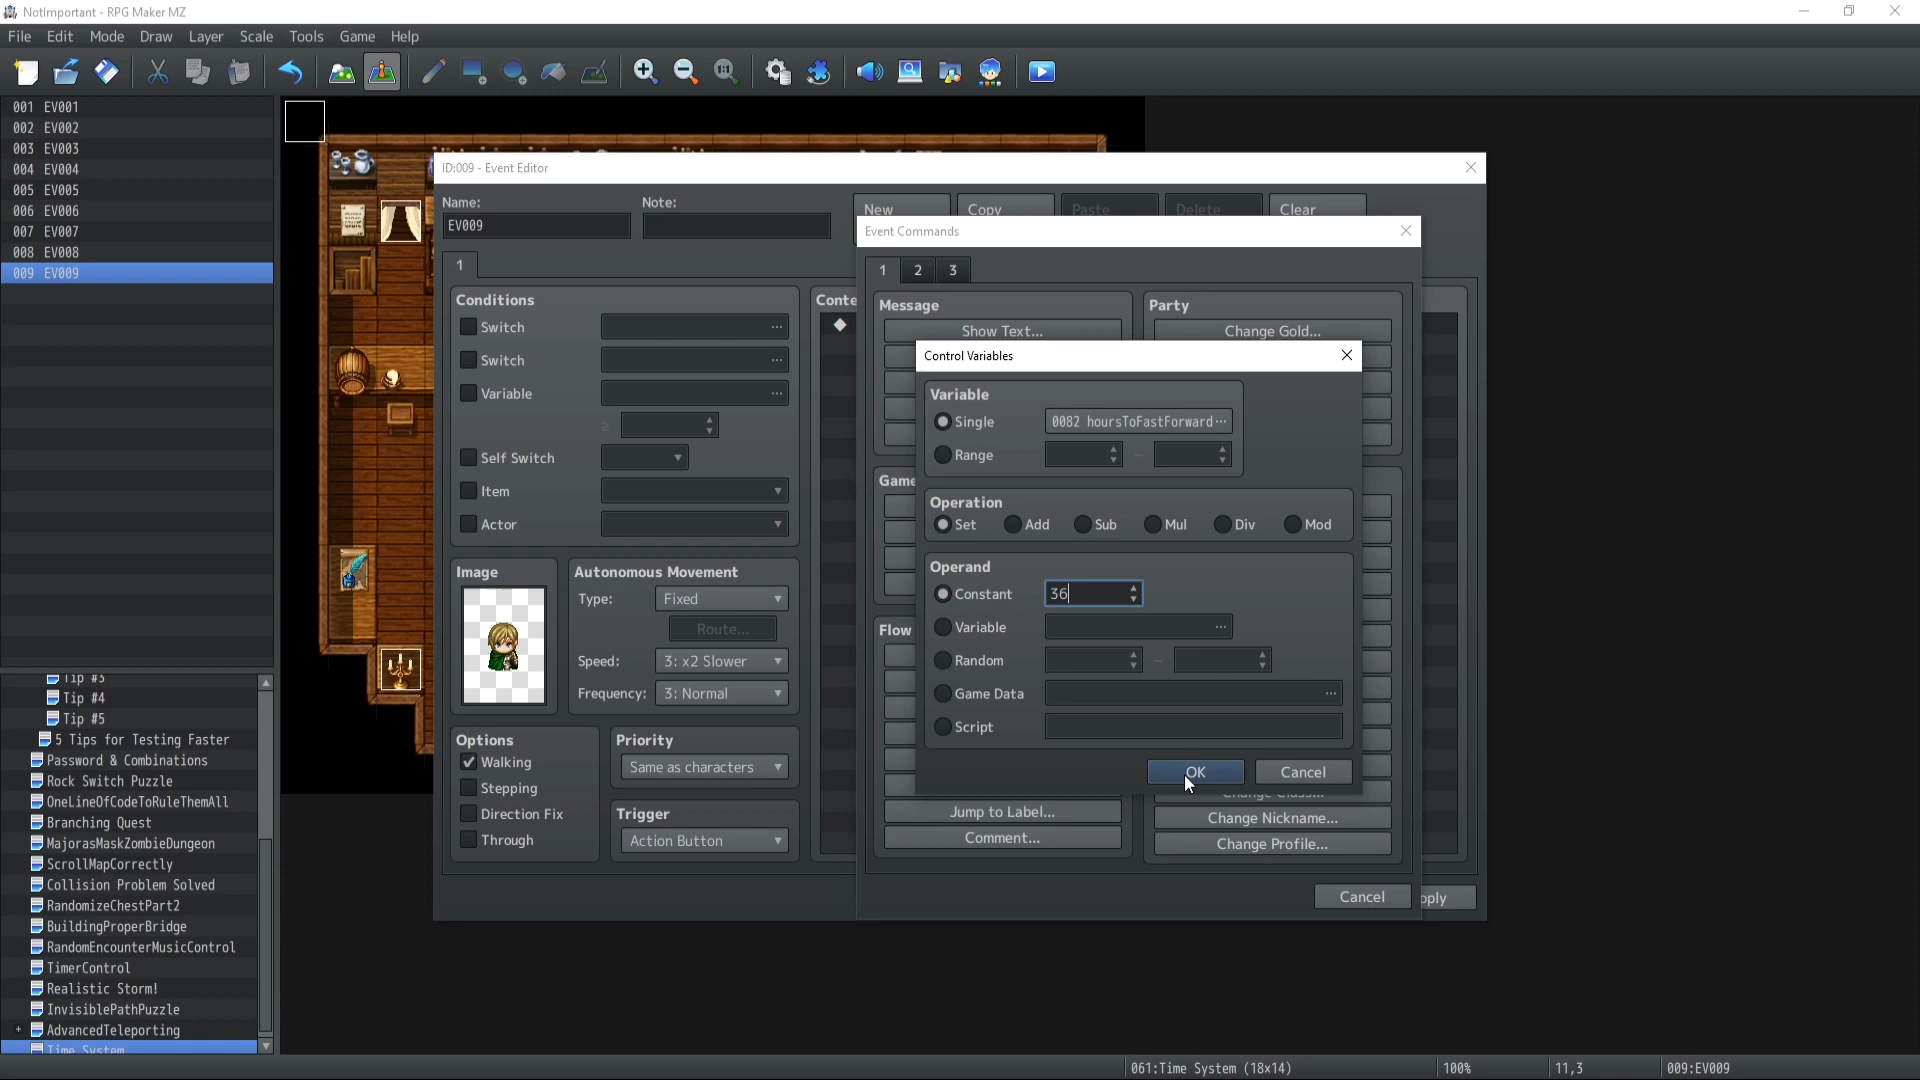 NotImportant - RPG Maker MZ
File Edit Mode Draw Layer Scale Tools Game Help
001 EV001
002 EV002
003 EV003
004 EV004
005 EV005
006 EV006
007 EV007
008 EV008
009 EV009
Tip #3
Tip #4
Tip #5
5 Tips for Testing Faster
Password & Combinations
Rock Switch Puzzle
OneLineOfCodeToRuleThemAll
Branching Quest
MajorasMaskZombieDungeon
ScrollMapCorrectly
Collision Problem Solved
RandomizeChestPart2
BuildingProperBridge
RandomEncounterMusicControl
TimerControl
Realistic Storm!
InvisiblePathPuzzle
AdvancedTeleporting
Time System
ID:009 - Event Editor
Name: Note:
EV009
New Copy Paste Delete Clear
1
Conditions
Switch ...
Switch ...
Variable ...
≥
Self Switch
Item
Actor
Image
Autonomous Movement
Type: Fixed
Route...
Speed: 3: x2 Slower
Frequency: 3: Normal
Options
Walking
Stepping
Direction Fix
Through
Priority
Same as characters
Trigger
Action Button
Conte
Event Commands
1 2 3
Message
Show Text...
Party
Change Gold...
Game
Flow
Jump to Label...
Comment...
Change Class...
Change Nickname...
Change Profile...
Cancel
pply
Control Variables
Variable
Single 0082 hoursToFastForward ...
Range ~
Operation
Set Add Sub Mul Div Mod
Operand
Constant 36
Variable ...
Random ~
Game Data ...
Script
OK Cancel
061:Time System (18x14) 100% 11,3 009:EV009